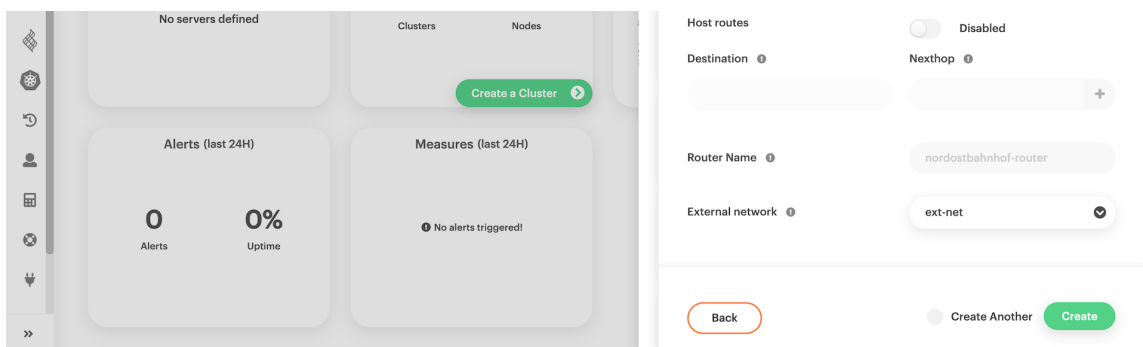 No servers defined
Clusters
Nodes
Create a Cluster
Alerts (last 24H)
0
Alerts
0%
Uptime
Measures (last 24H)
No alerts triggered!
Host routes
Disabled
Destination
Nexthop
Router Name
nordostbahnhof-router
External network
ext-net
Back
Create Another
Create